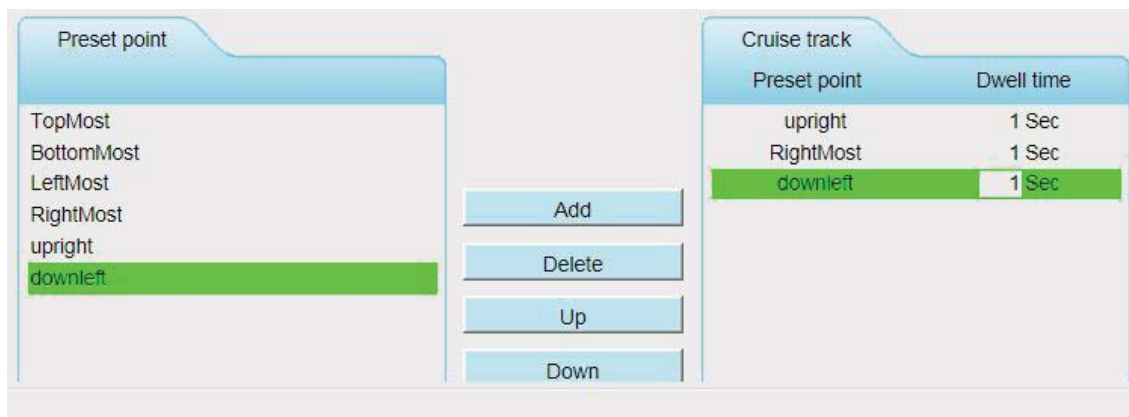 Preset point
TopMost
BottomMost
LeftMost
RightMost
upright
downleft
Add
Delete
Up
Down
Cruise track
Preset point Dwell time
upright 1 Sec
RightMost 1 Sec
downleft 1 Sec